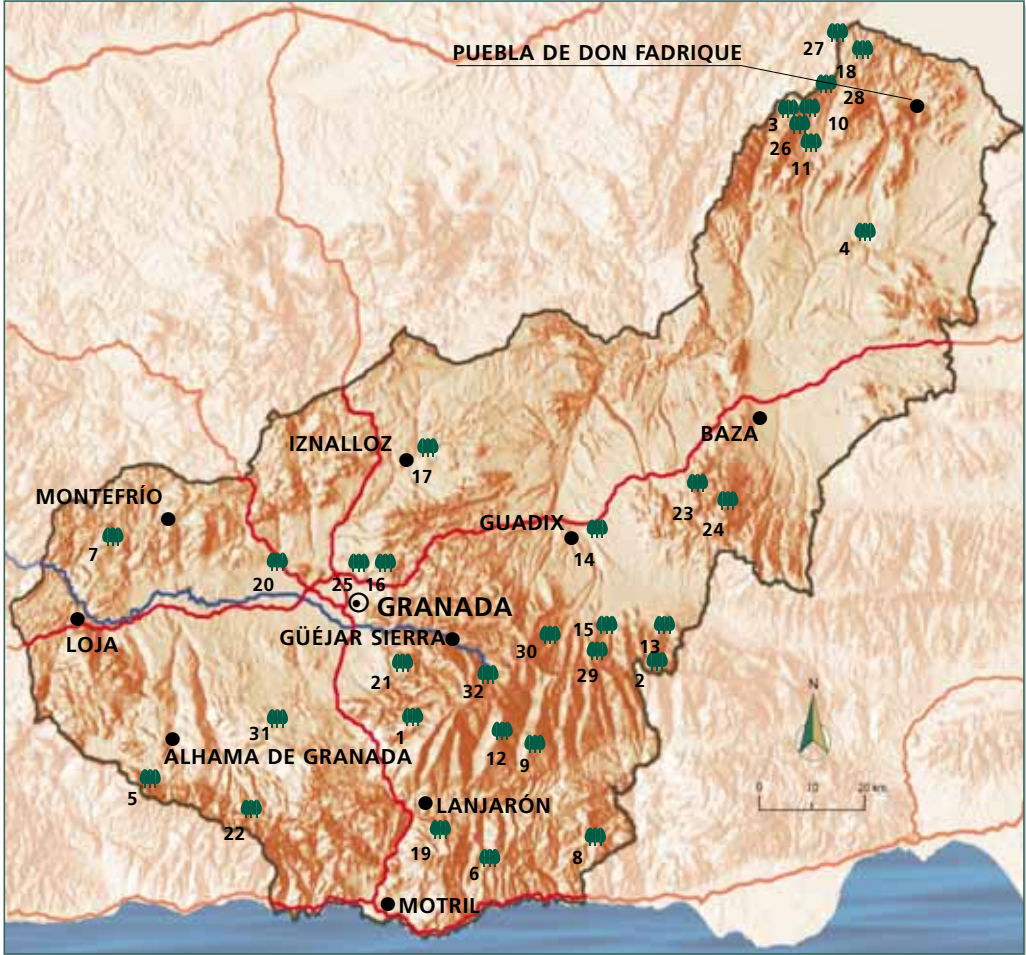 27
PUEBLA DE DON FADRIQUE
18
28
3
10
26
11
4
BAZA
IZNALLOZ
17
MONTEFRÍO
23
24
GUADIX
7
14
20
25
16
GRANADA
15
GÜÉJAR SIERRA
LOJA
13
30
29
2
21
32
N
31
1
12
ALHAMA DE GRANADA
9
5
0
10
20 km
LANJARÓN
22
19
8
6
MOTRIL